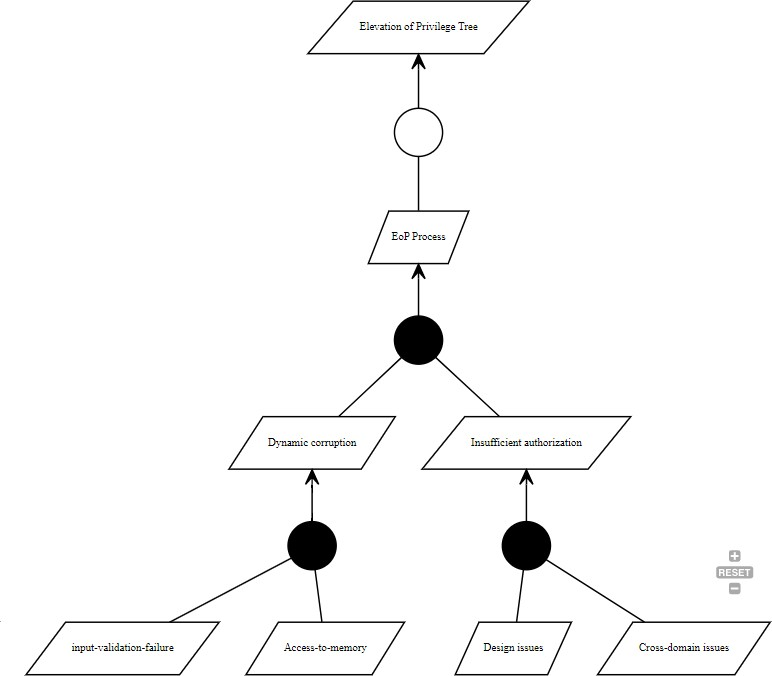 Elevation of Privilege Tree
EoP Process
Dynamic corruption
Insufficient authorization
RESET
input-validation-failure
Access-to-memory
Design issues
Cross-domain issues